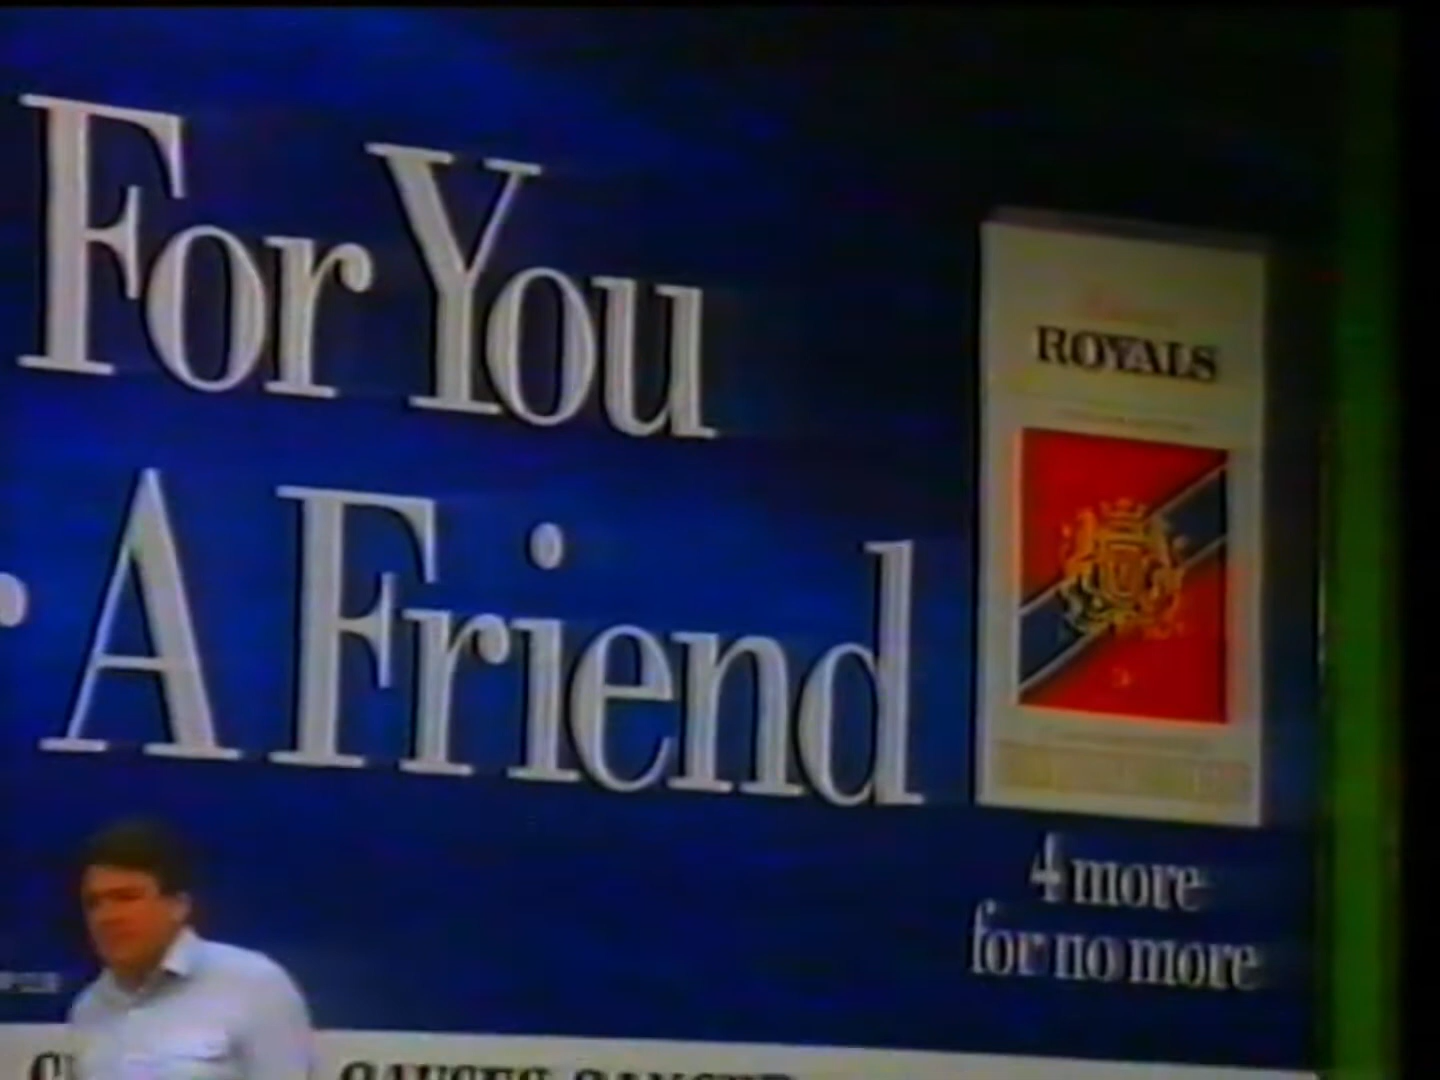 For You
A Friend
ROYALS
4 more
for no more
CAUSES CANCER